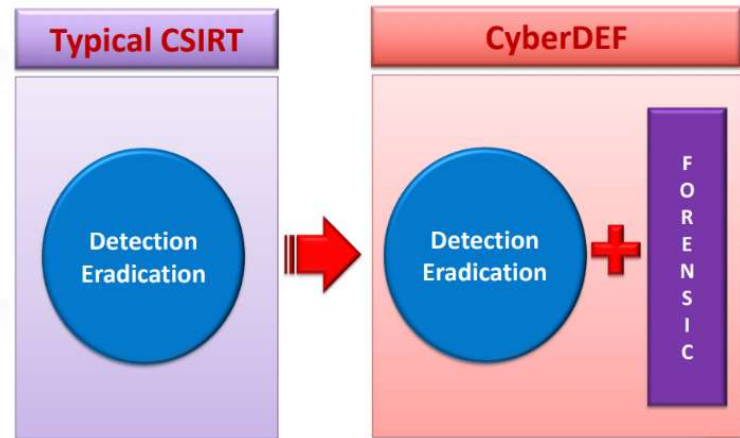 Typical CSIRT
Detection
Eradication
CyberDEF
Detection
Eradication
F
O
R
E
N
S
I
C